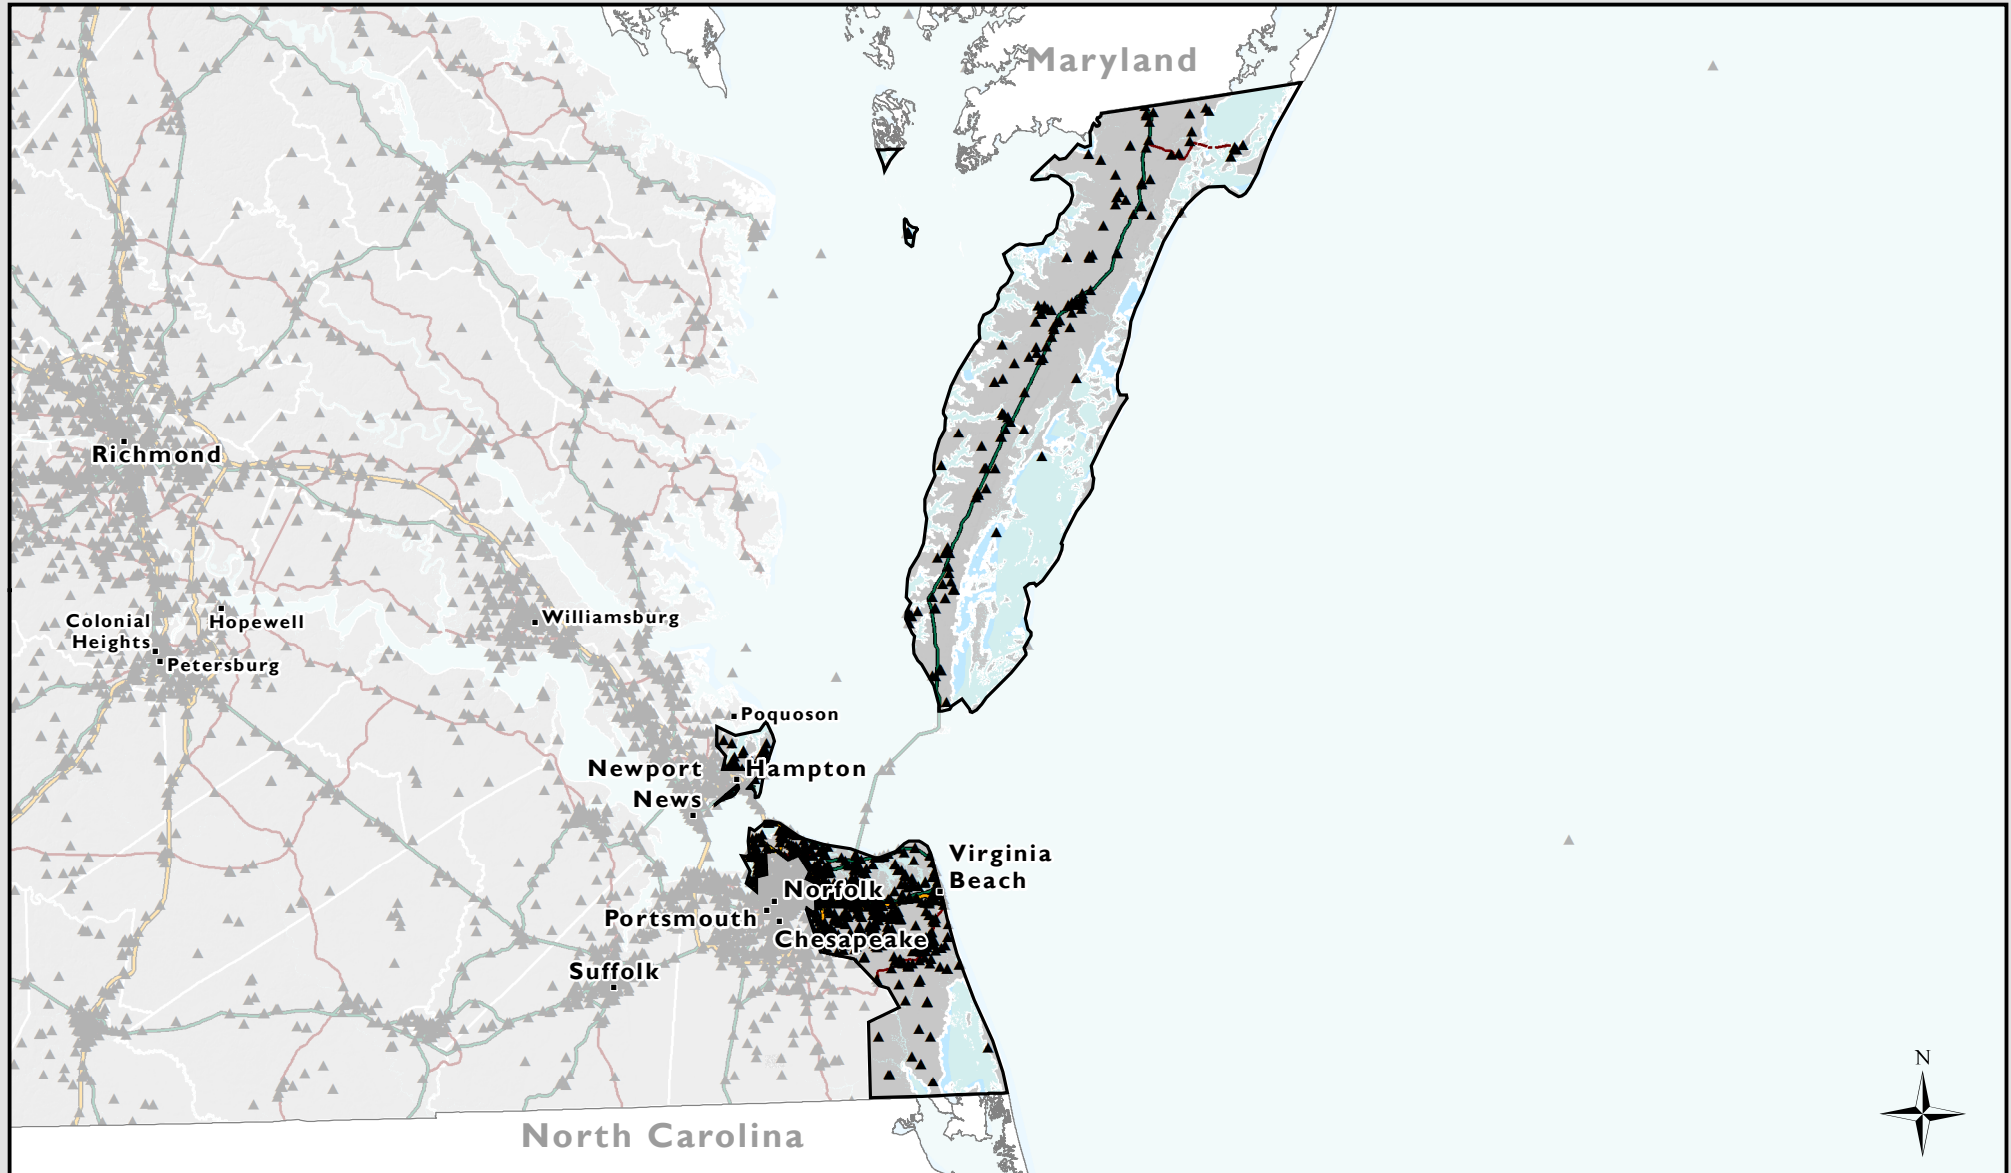 Maryland
Richmond
Colonial
Heights
Hopewell
Petersburg
Williamsburg
Poquoson
Newport
News
Hampton
Virginia
Beach
Norfolk
Portsmouth
Chesapeake
Suffolk
North Carolina
N